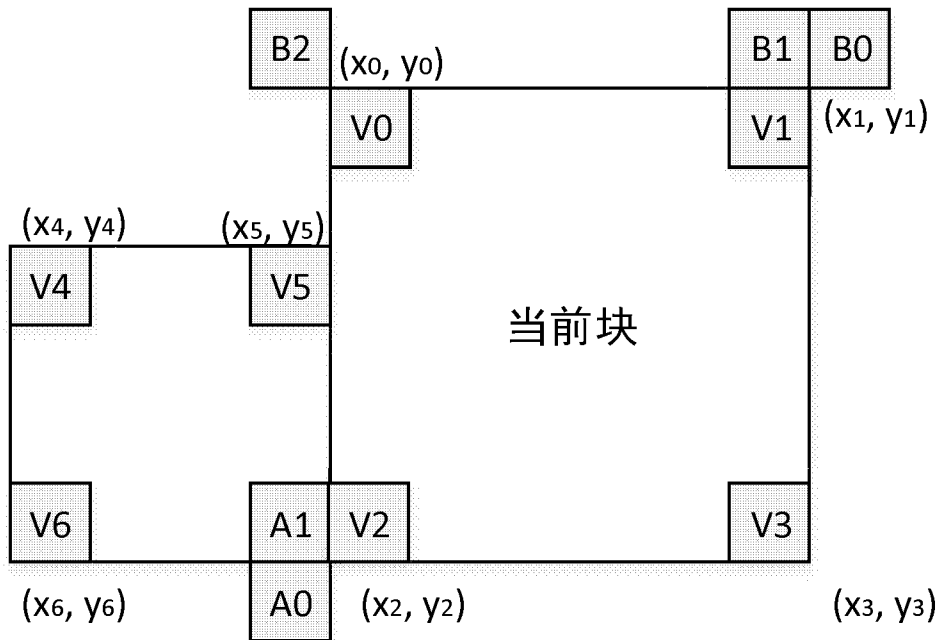 B2 B1 B0
(x0, y0)
V0 V1 (x1, y1)
(x4, y4) (x5, y5)
V4 V5
当前块
V6 A1 V2 V3
(x6, y6) A0 (x2, y2) (x3, y3)